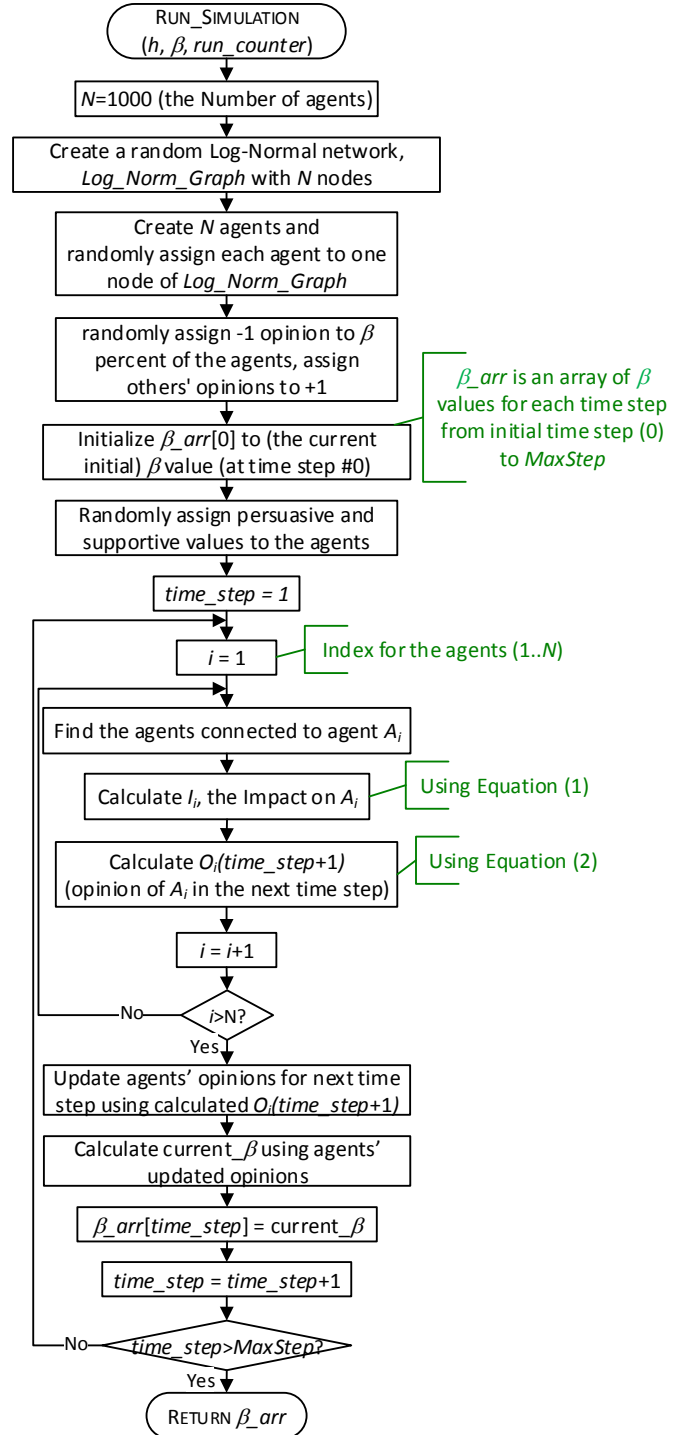 RUN_SIMULATION
(h, β, run_counter)
N=1000 (the Number of agents)
Create a random Log-Normal network,
Log_Norm_Graph with N nodes
Create N agents and
randomly assign each agent to one
node of Log_Norm_Graph
randomly assign -1 opinion to β
percent of the agents, assign
others' opinions to +1
β_arr is an array of β
values for each time step
from initial time step (0)
to MaxStep
Initialize β_arr[0] to (the current
initial) β value (at time step #0)
Randomly assign persuasive and
supportive values to the agents
time_step = 1
i = 1
Index for the agents (1..N)
Find the agents connected to agent Ai
Calculate Ii, the Impact on Ai
Using Equation (1)
Calculate Oi(time_step+1)
(opinion of Ai in the next time step)
Using Equation (2)
i = i+1
No
i>N?
Yes
Update agents’ opinions for next time
step using calculated Oi(time_step+1)
Calculate current_β using agents’
updated opinions
β_arr[time_step] = current_β
time_step = time_step+1
No
time_step>MaxStep?
Yes
RETURN β_arr